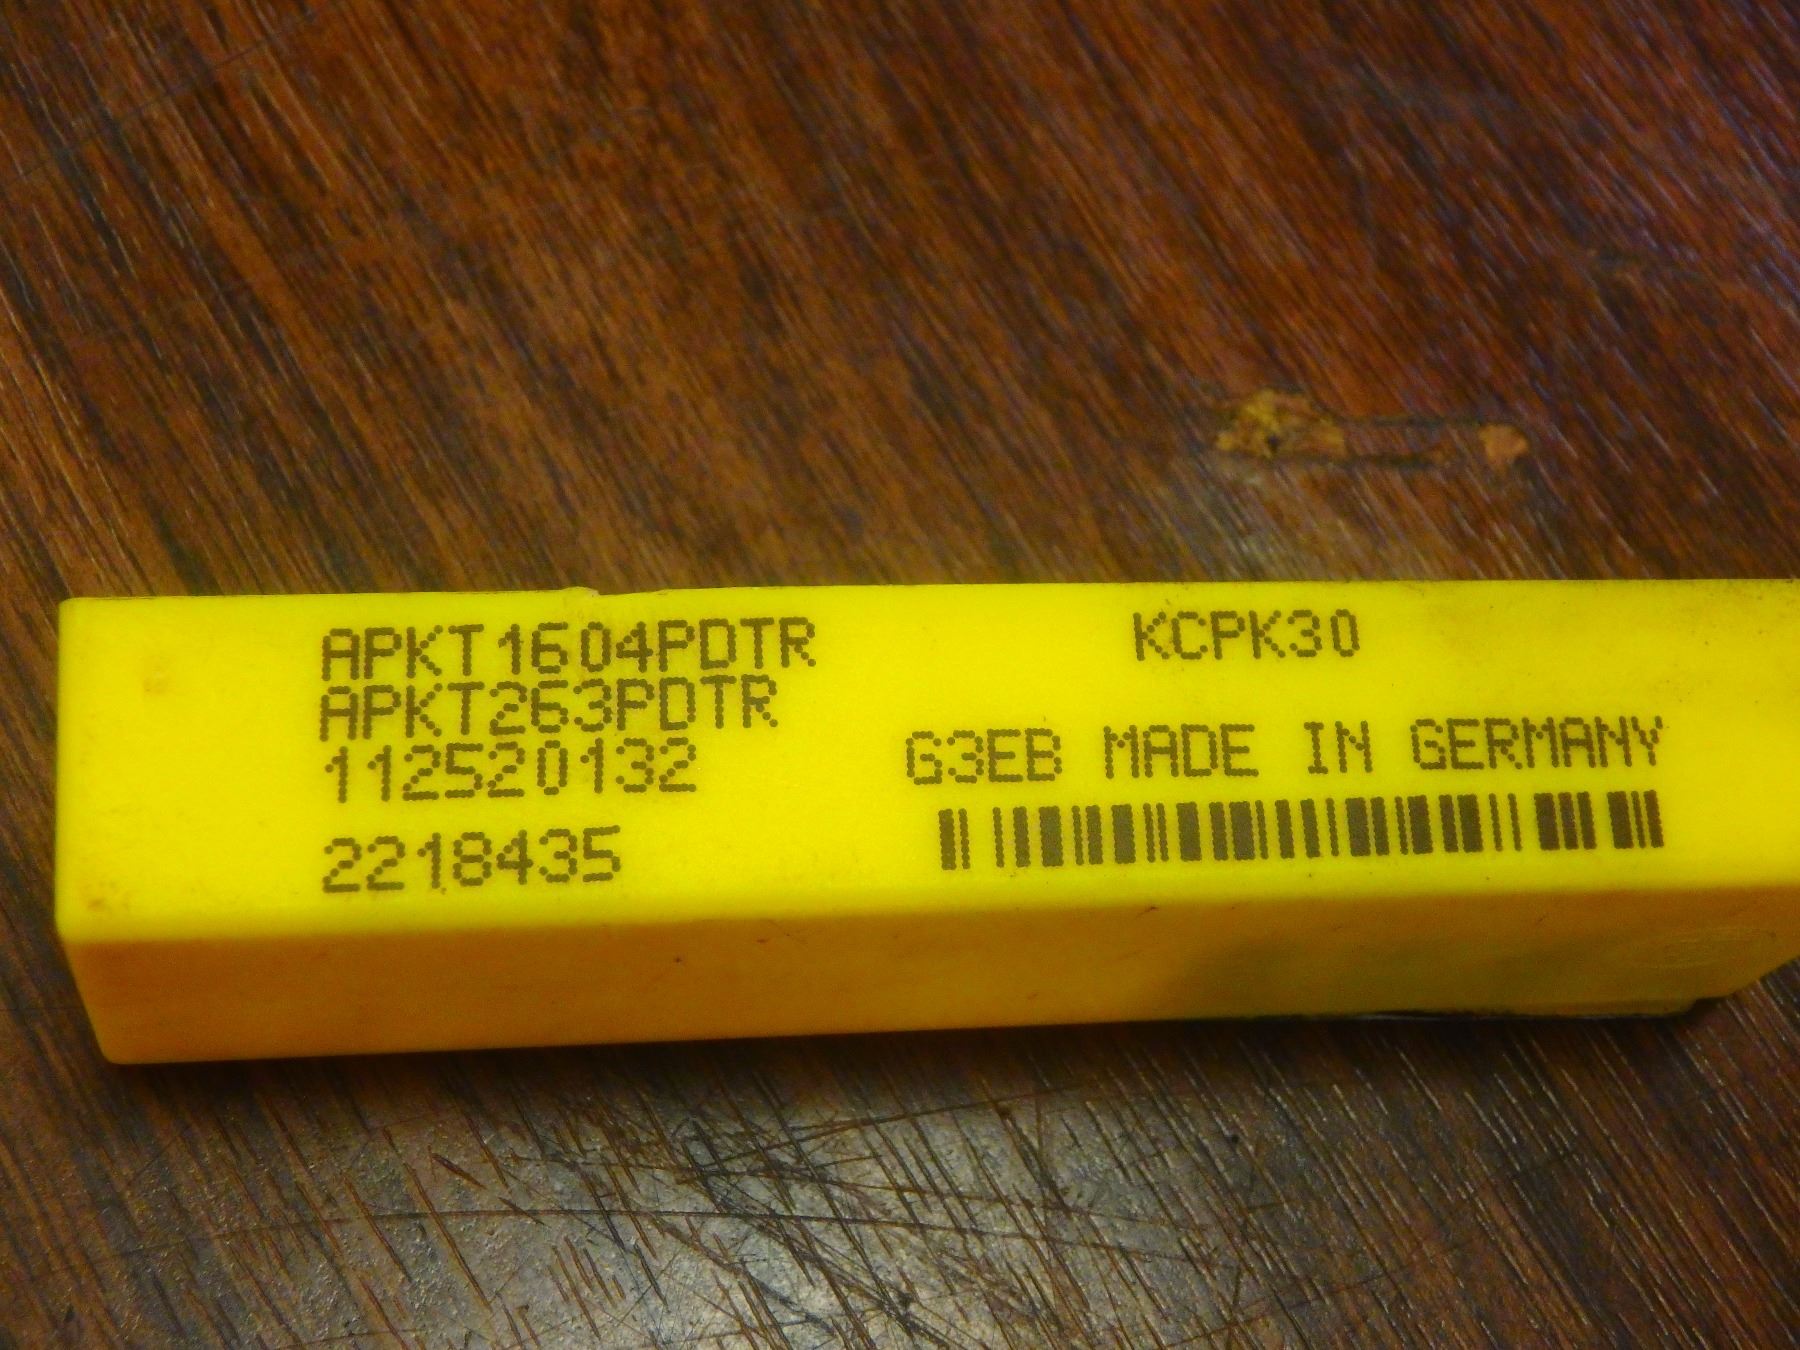 APKT1604PDTR KCPK30
APKT263PDTR
112520132 G3EB MADE IN GERMANY
2218435